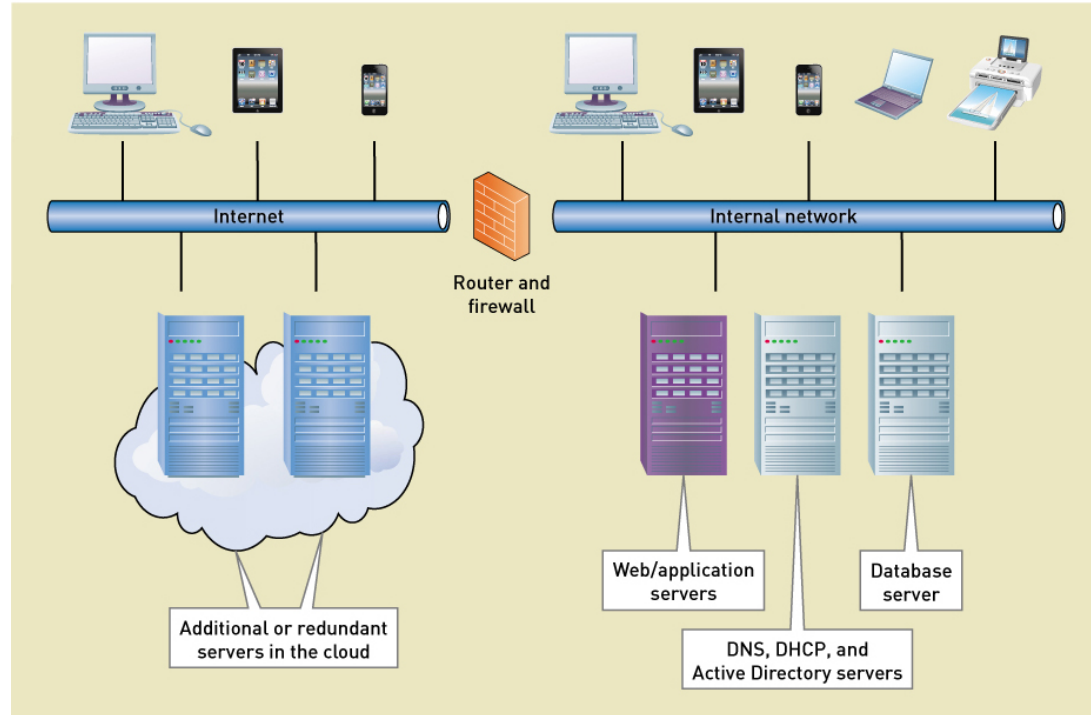 Internet
Internal network
Router and
firewall
Web/application
servers
Database
server
Additional or redundant
servers in the cloud
DNS, DHCP, and
Active Directory servers